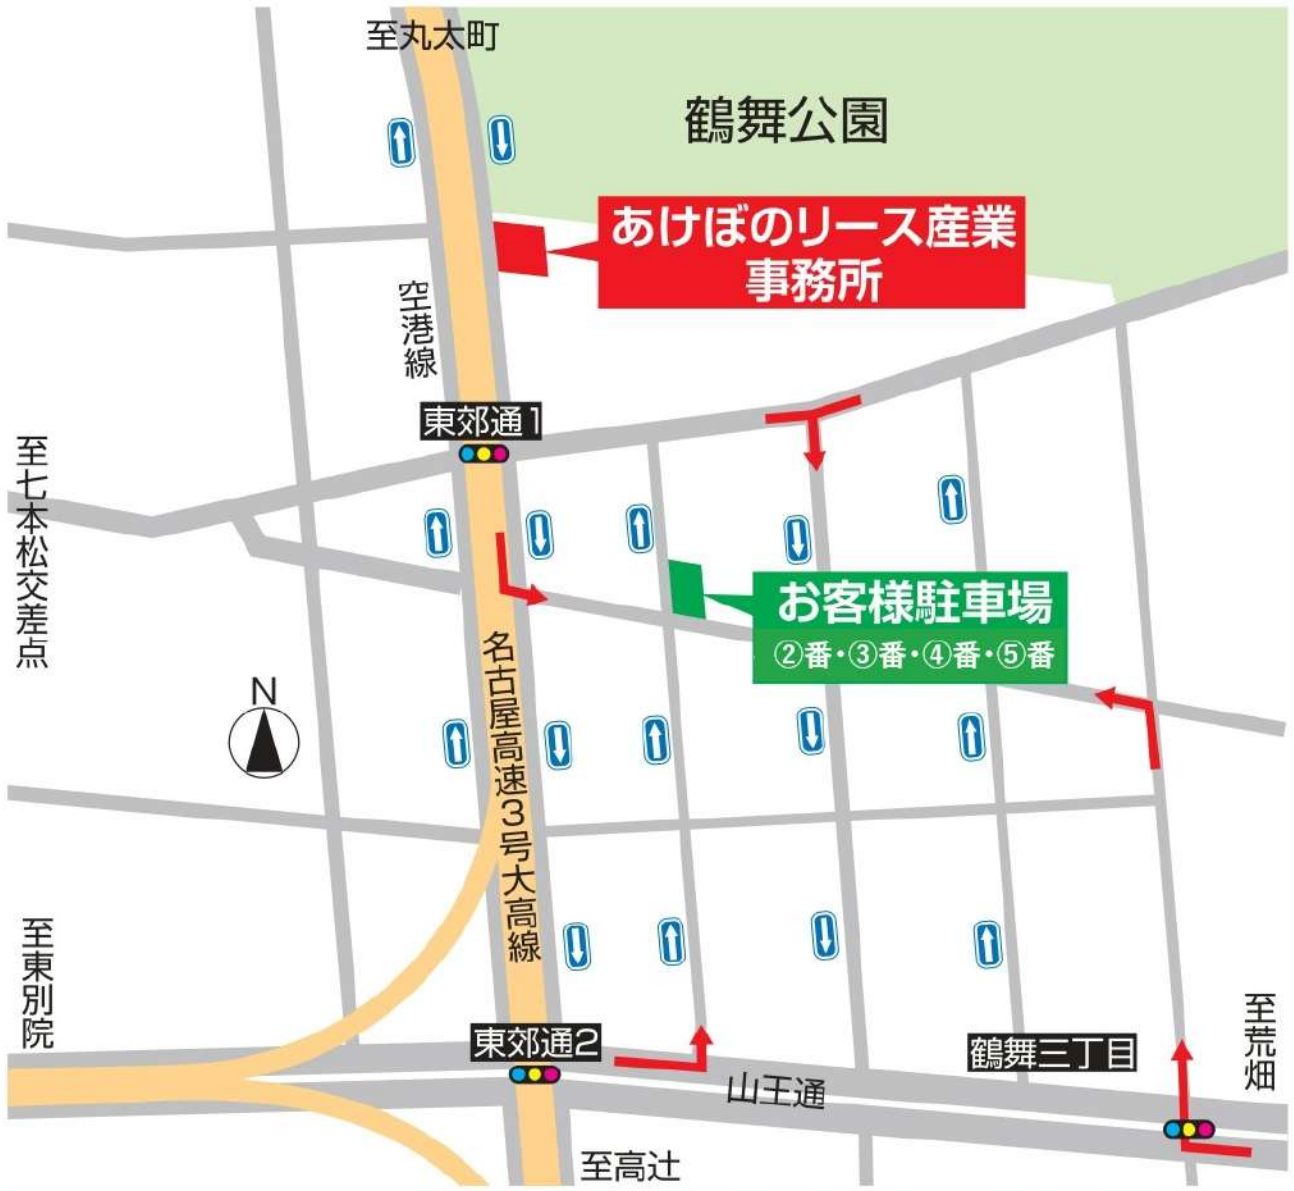 至丸太町
鶴舞公園
あけぼのリース産業
事務所
空港線
東郊通1
至七本松交差点
お客様駐車場
②番・③番・④番・⑤番
N
名古屋高速3号大高線
至東別院
東郊通2
鶴舞三丁目
至荒畑
山王通
至高辻